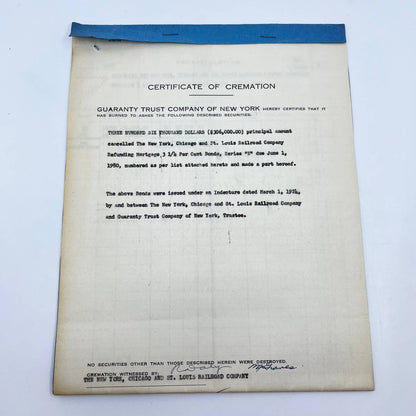 CERTIFICATE OF CREMATION
GUARANTY TRUST COMPANY OF NEW YORK HEREBY CERTIFIES THAT IT
HAS BURNED TO ASHES THE FOLLOWING DESCRIBED SECURITIES.
THREE HUNDRED SIX THOUSAND DOLLARS ($306,000.00) principal amount
cancelled The New York, Chicago and St. Louis Railroad Company
Refunding Mortgage 3 1/4 Per Cent Bonds, Series "E" due June 1,
1980, numbered as per list attached hereto and made a part hereof.
The above Bonds were issued under an Indenture dated March 1, 1924,
by and between The New York, Chicago and St. Louis Railroad Company
and Guaranty Trust Company of New York, Trustee.
NO SECURITIES OTHER THAN THOSE DESCRIBED HEREIN WERE DESTROYED.
CREMATION WITNESSED BY:
THE NEW YORK, CHICAGO AND ST. LOUIS RAILROAD COMPANY